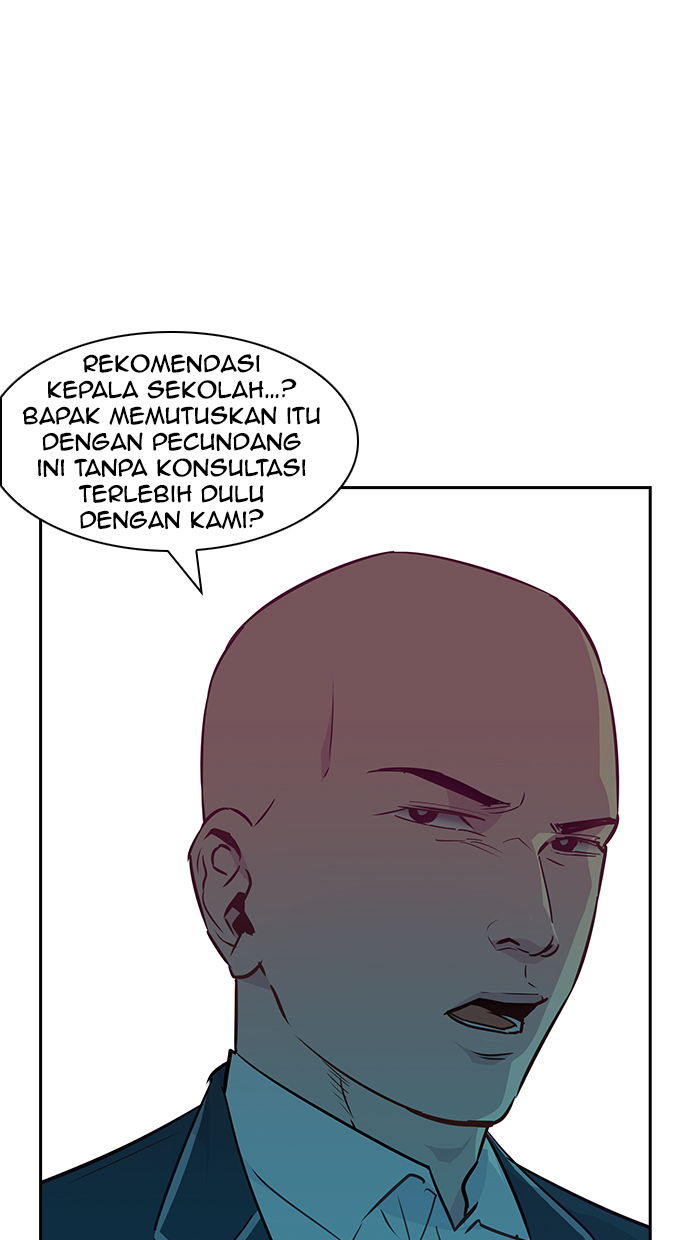 REKOMENDASI
KEPALA SEKOLAH...?
BAPAK MEMUTUSKAN ITU
DENGAN PECUNDANG
INI TANPA KONSULTASI
TERLEBIH DULU
DENGAN KAMI?